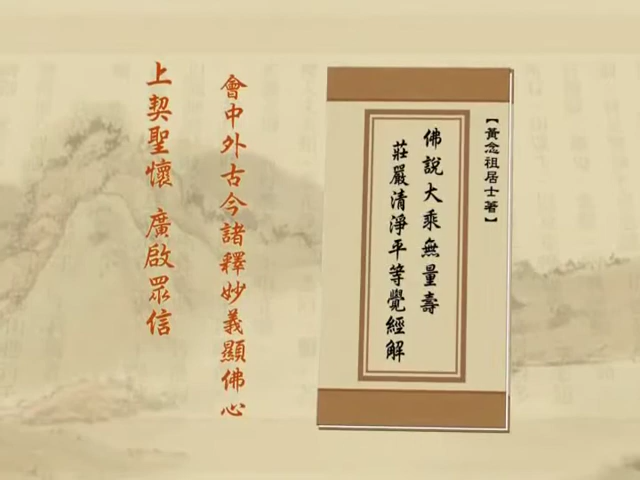 【黃念祖居士著】
佛說大乘無量壽
莊嚴清淨平等覺經解
會中外古今諸釋妙義顯佛心
上契聖懷 廣啟眾信